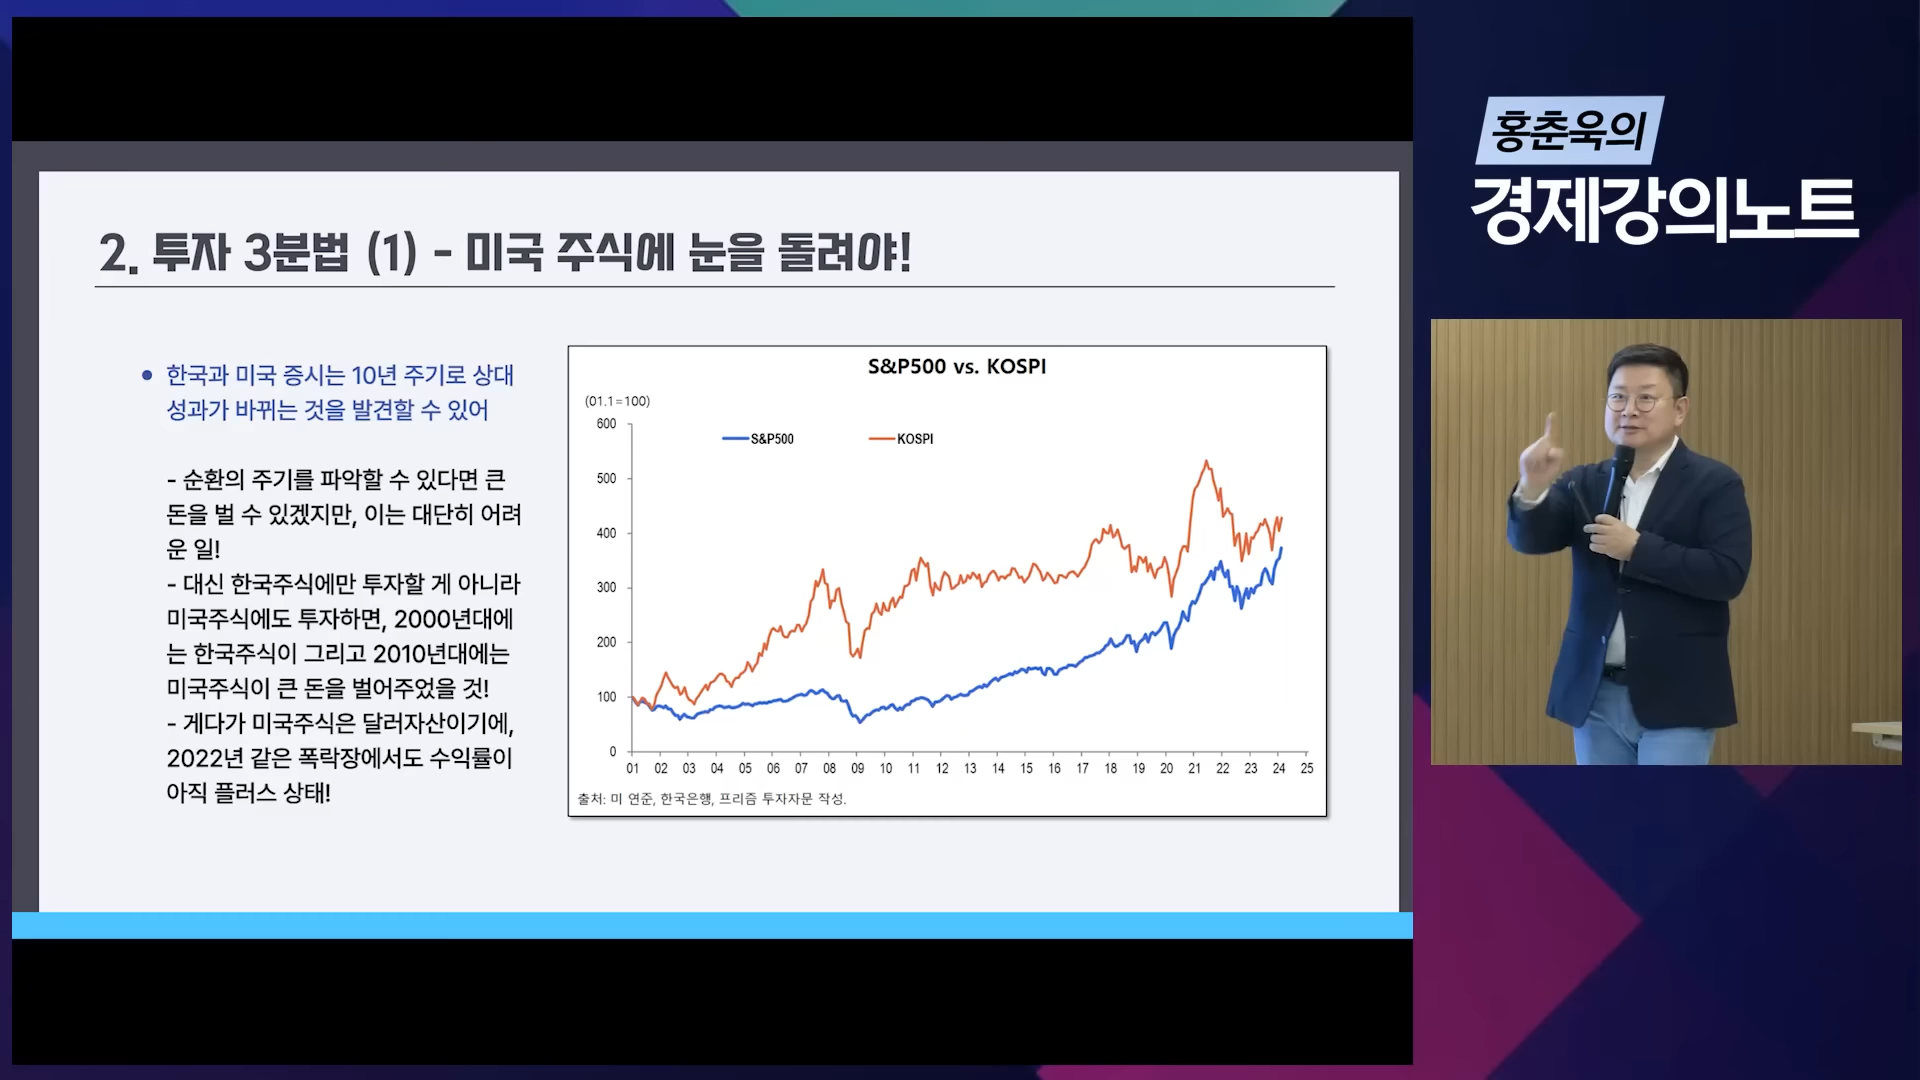 홍춘욱의
경제강의노트
2. 투자 3분법 (1) - 미국 주식에 눈을 돌려야!
• 한국과 미국 증시는 10년 주기로 상대
성과가 바뀌는 것을 발견할 수 있어
- 순환의 주기를 파악할 수 있다면 큰
돈을 벌 수 있겠지만, 이는 대단히 어려
운 일!
- 대신 한국주식에만 투자할 게 아니라
미국주식에도 투자하면, 2000년대에
는 한국주식이 그리고 2010년대에는
미국주식이 큰 돈을 벌어주었을 것!
- 게다가 미국주식은 달러자산이기에,
2022년 같은 폭락장에서도 수익률이
아직 플러스 상태!
S&P500 vs. KOSPI
(01.1=100)
S&P500 KOSPI
600
500
400
300
200
100
0
01 02 03 04 05 06 07 08 09 10 11 12 13 14 15 16 17 18 19 20 21 22 23 24 25
출처: 미 연준, 한국은행, 프리즘 투자자문 작성.